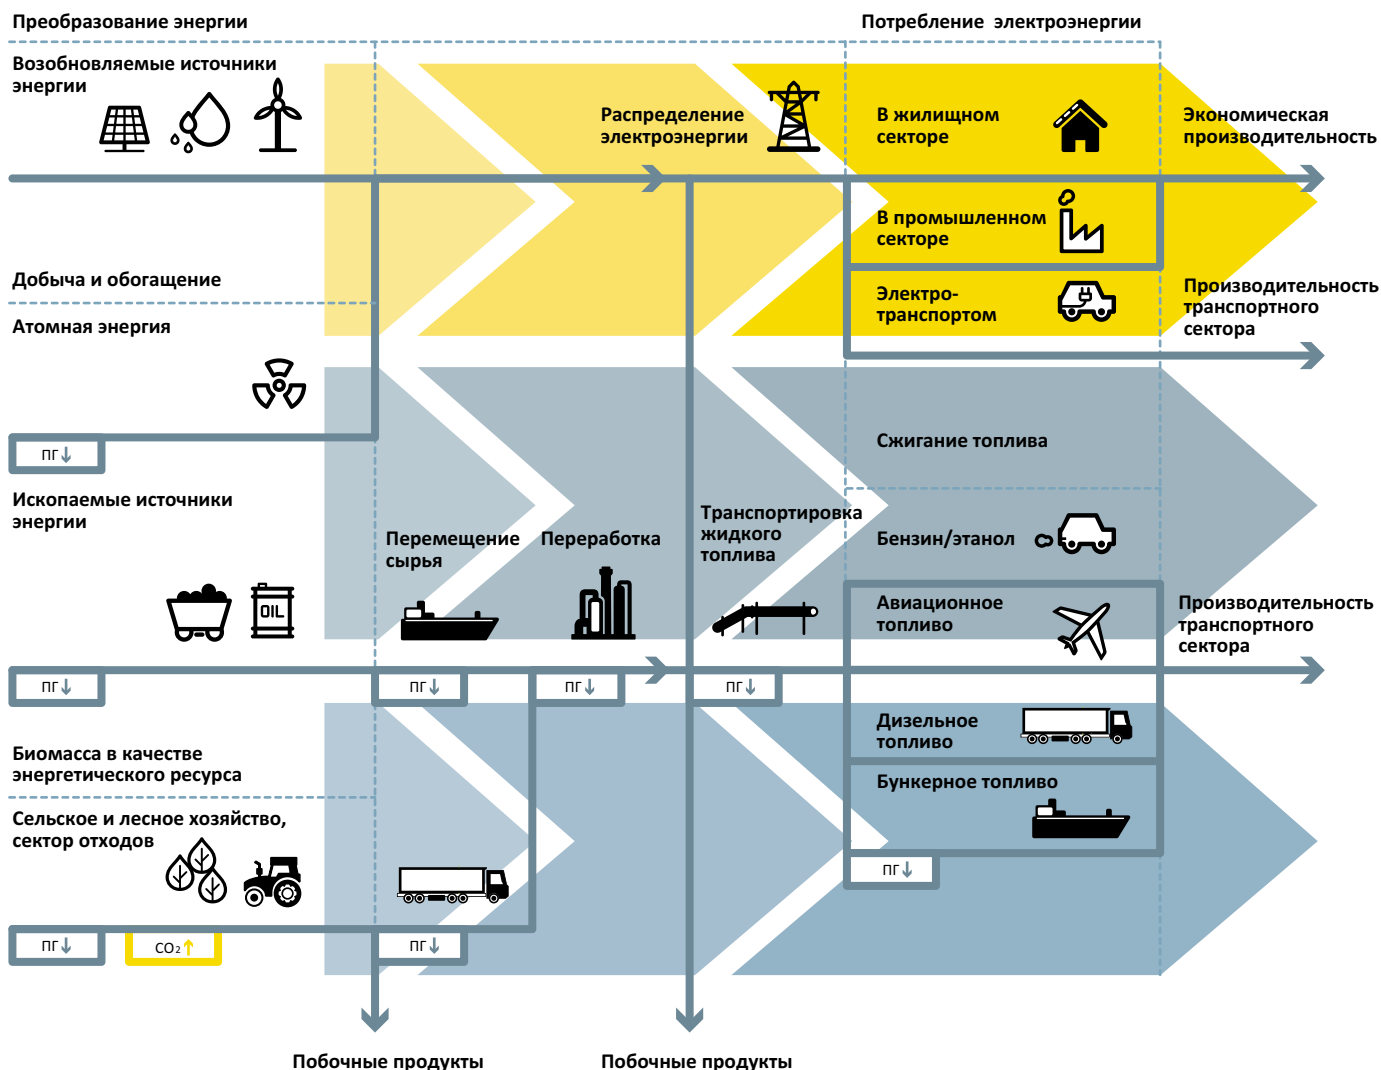 Преобразование энергии
Потребление электроэнергии
Возобновляемые источники
энергии
Распределение
электроэнергии
В жилищном
секторе
Экономическая
производительность
В промышленном
секторе
Добыча и обогащение
Электро-
транспортом
Производительность
транспортного
сектора
Атомная энергия
ПГ↓
Сжигание топлива
Ископаемые источники
энергии
Перемещение
сырья
Переработка
Транспортировка
жидкого
топлива
Бензин/этанол
OIL
Авиационное
топливо
Производительность
транспортного
сектора
ПГ↓
ПГ↓
ПГ↓
ПГ↓
Дизельное
топливо
Биомасса в качестве
энергетического ресурса
Бункерное топливо
Сельское и лесное хозяйство,
сектор отходов
ПГ↓
ПГ↓
CO₂↑
ПГ↓
Побочные продукты
Побочные продукты